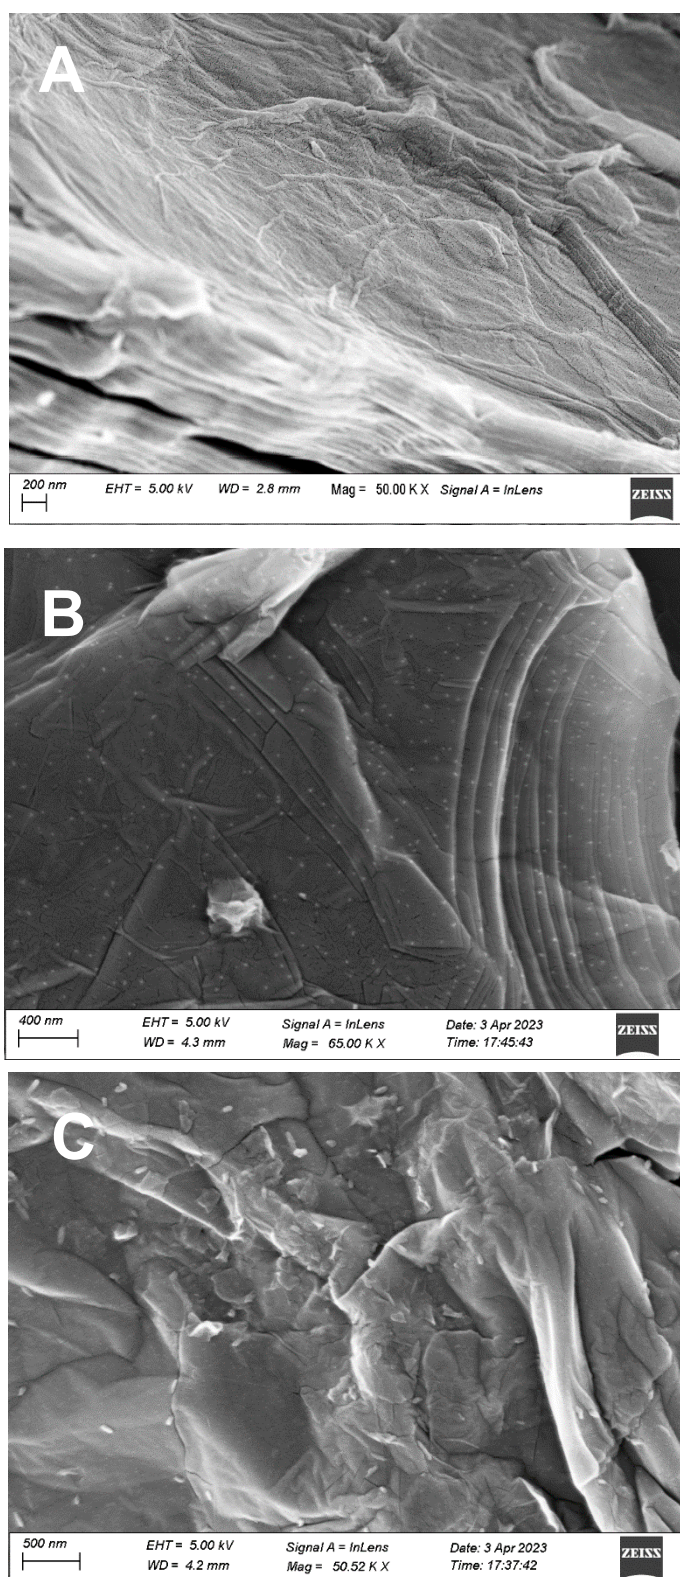 A
200 nm EHT = 5.00 kV WD = 2.8 mm Mag = 50.00 K X Signal A = InLens ZEISS
B
400 nm EHT = 5.00 kV Signal A = InLens Date: 3 Apr 2023 ZEISS
WD = 4.3 mm Mag = 65.00 K X Time: 17:45:43
C
500 nm EHT = 5.00 kV Signal A = InLens Date: 3 Apr 2023 ZEISS
WD = 4.2 mm Mag = 50.52 K X Time: 17:37:42